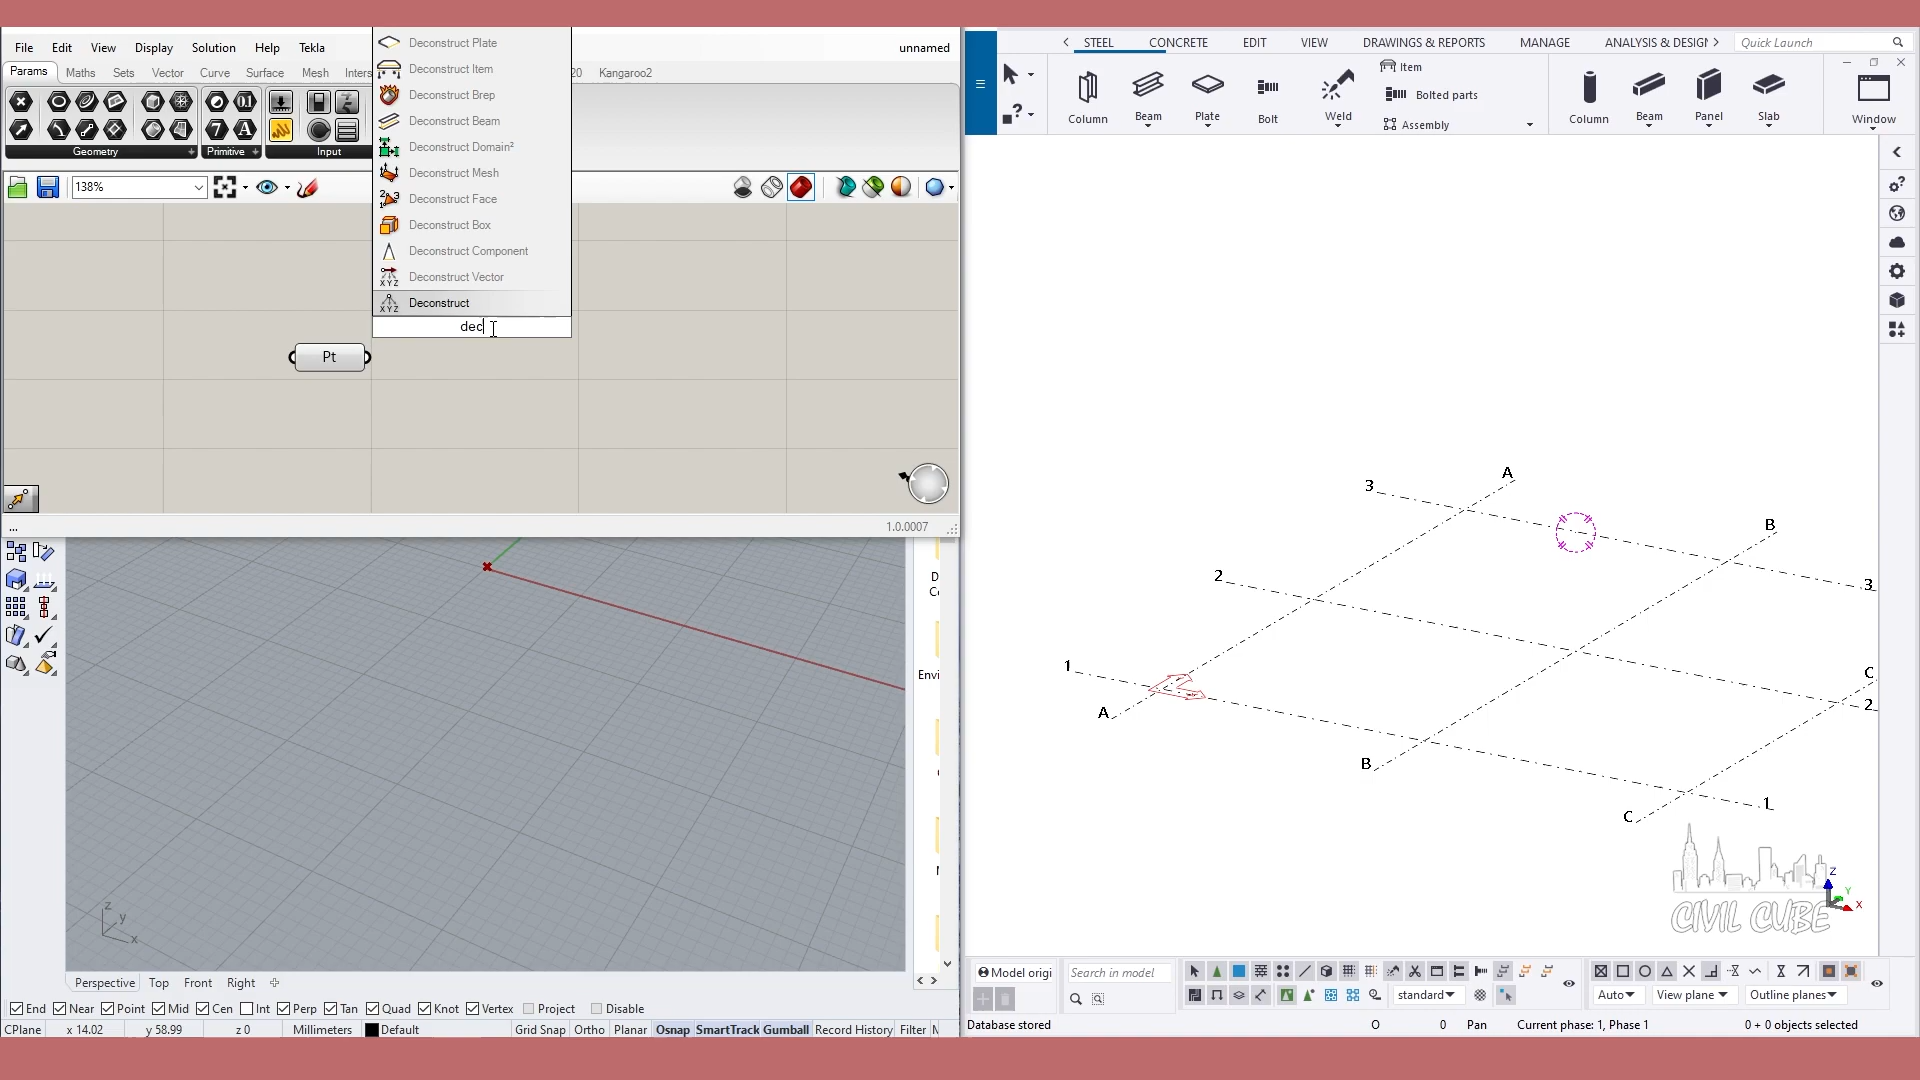 File Edit View Display Solution Help Tekla
unnamed
Params Maths Sets Vector Curve Surface Mesh Inters 20 Kangaroo2
Geometry
Primitive
Input
138%
Deconstruct Plate
Deconstruct Item
Deconstruct Brep
Deconstruct Beam
Deconstruct Domain²
Deconstruct Mesh
Deconstruct Face
Deconstruct Box
Deconstruct Component
Deconstruct Vector
Deconstruct
dec
Pt
...
1.0.0007
D
C
Envi
z
y
x
Perspective Top Front Right
End Near Point Mid Cen Int Perp Tan Quad Knot Vertex Project Disable
CPlane x 14.02 y 58.99 z 0 Millimeters Default Grid Snap Ortho Planar Osnap SmartTrack Gumball Record History Filter M
STEEL CONCRETE EDIT VIEW DRAWINGS & REPORTS MANAGE ANALYSIS & DESIGN
Quick Launch
Column Beam Plate Bolt Weld
Item
Bolted parts
Assembly
Column Beam Panel Slab
Window
A
3
B
2
3
1
C
A
2
B
1
C
CIVIL CUBE
Z
Y
X
Model origi
Search in model
standard
Auto
View plane
Outline planes
Database stored
O 0 Pan Current phase: 1, Phase 1 0 + 0 objects selected